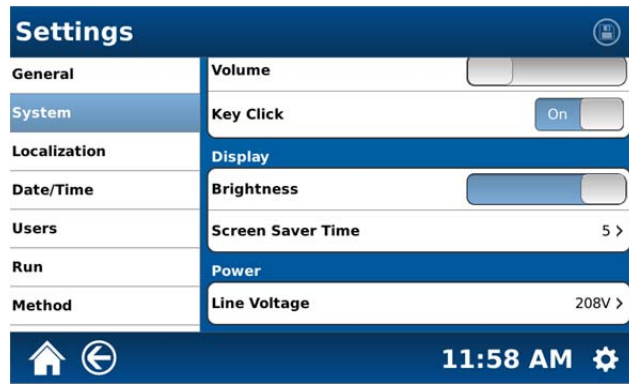 Settings
General
System
Localization
Date/Time
Users
Run
Method
Volume
Key Click On
Display
Brightness
Screen Saver Time 5 >
Power
Line Voltage 208V >
11:58 AM